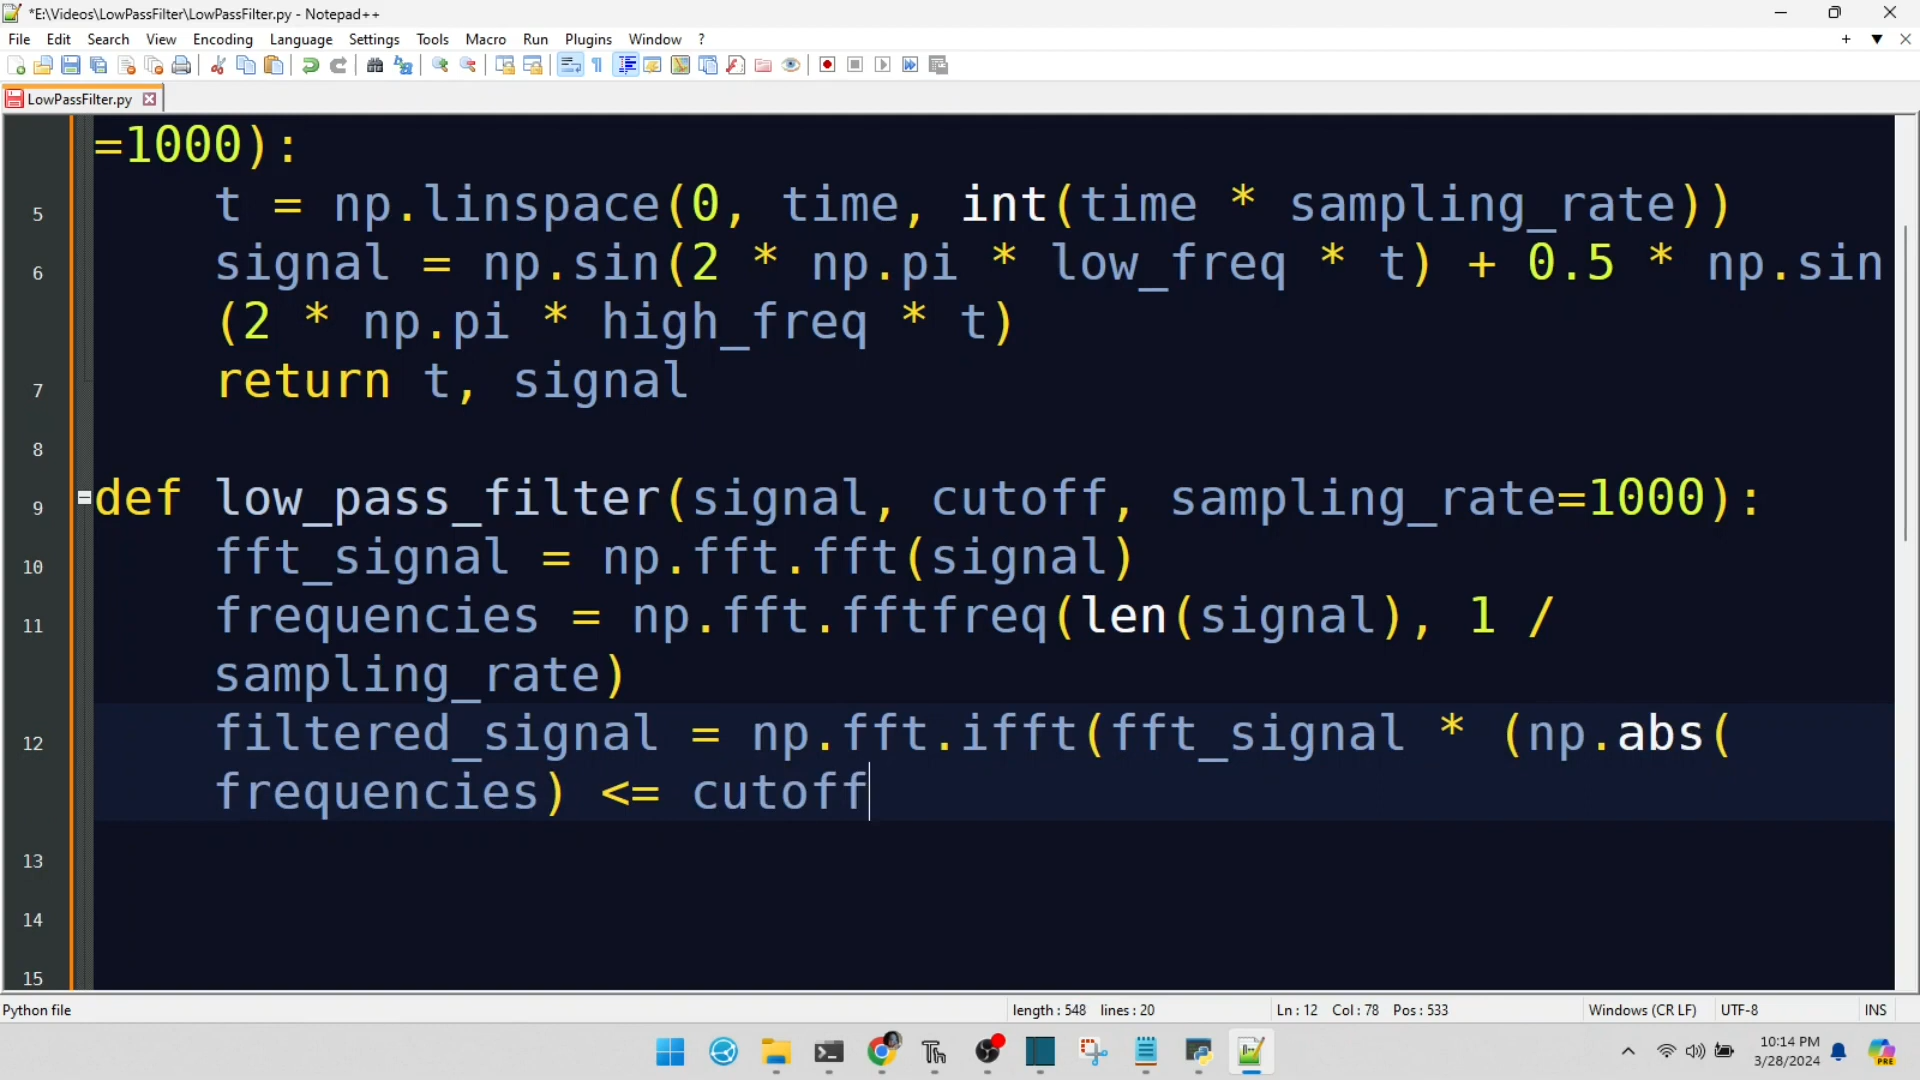 *E:\Videos\LowPassFilter\LowPassFilter.py - Notepad++
File Edit Search View Encoding Language Settings Tools Macro Run Plugins Window ?
LowPassFilter.py
=1000):
5 t = np.linspace(0, time, int(time * sampling_rate))
6 signal = np.sin(2 * np.pi * low_freq * t) + 0.5 * np.sin
(2 * np.pi * high_freq * t)
7 return t, signal
8
9 def low_pass_filter(signal, cutoff, sampling_rate=1000):
10 fft_signal = np.fft.fft(signal)
11 frequencies = np.fft.fftfreq(len(signal), 1 /
sampling_rate)
12 filtered_signal = np.fft.ifft(fft_signal * (np.abs(
frequencies) <= cutoff
13
14
15
Python file length : 548 lines : 20 Ln : 12 Col : 78 Pos : 533 Windows (CR LF) UTF-8 INS
10:14 PM
3/28/2024
PRE